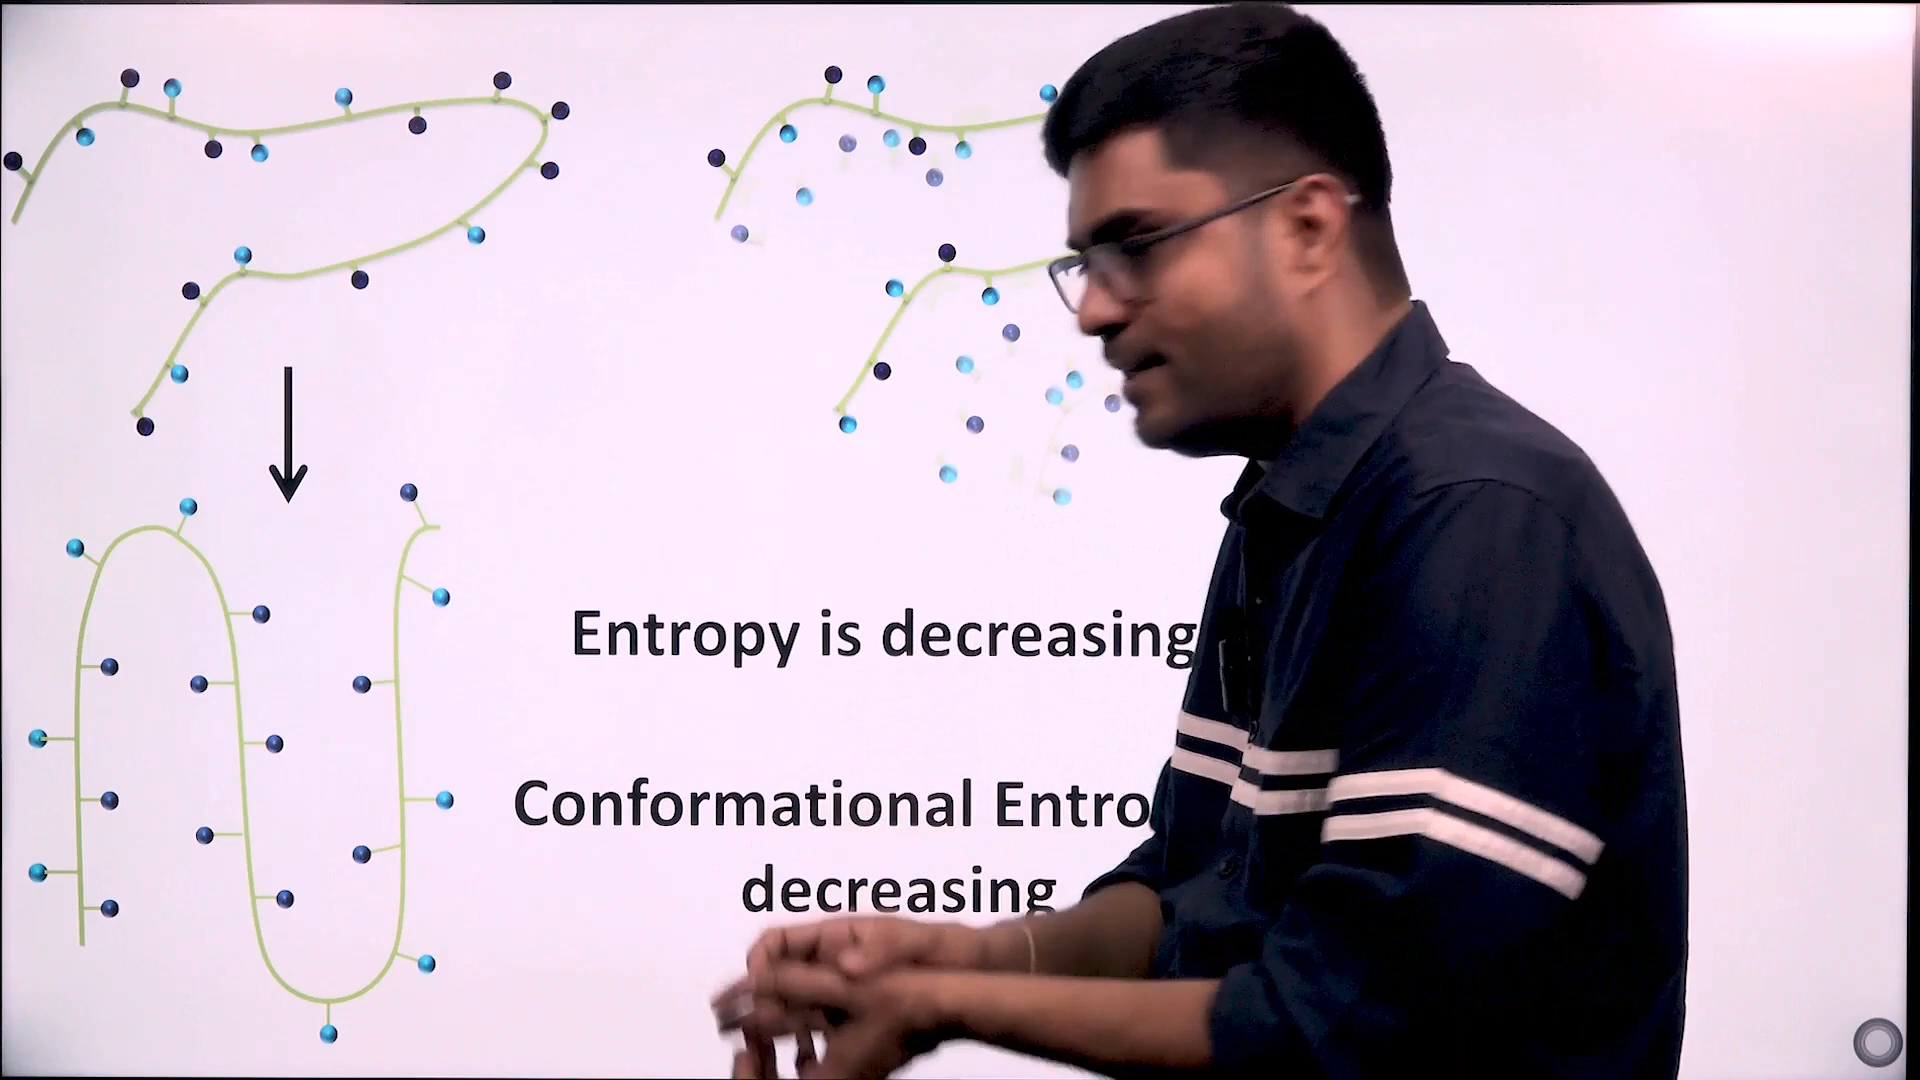 Entropy is decreasing
Conformational Entro
decreasing